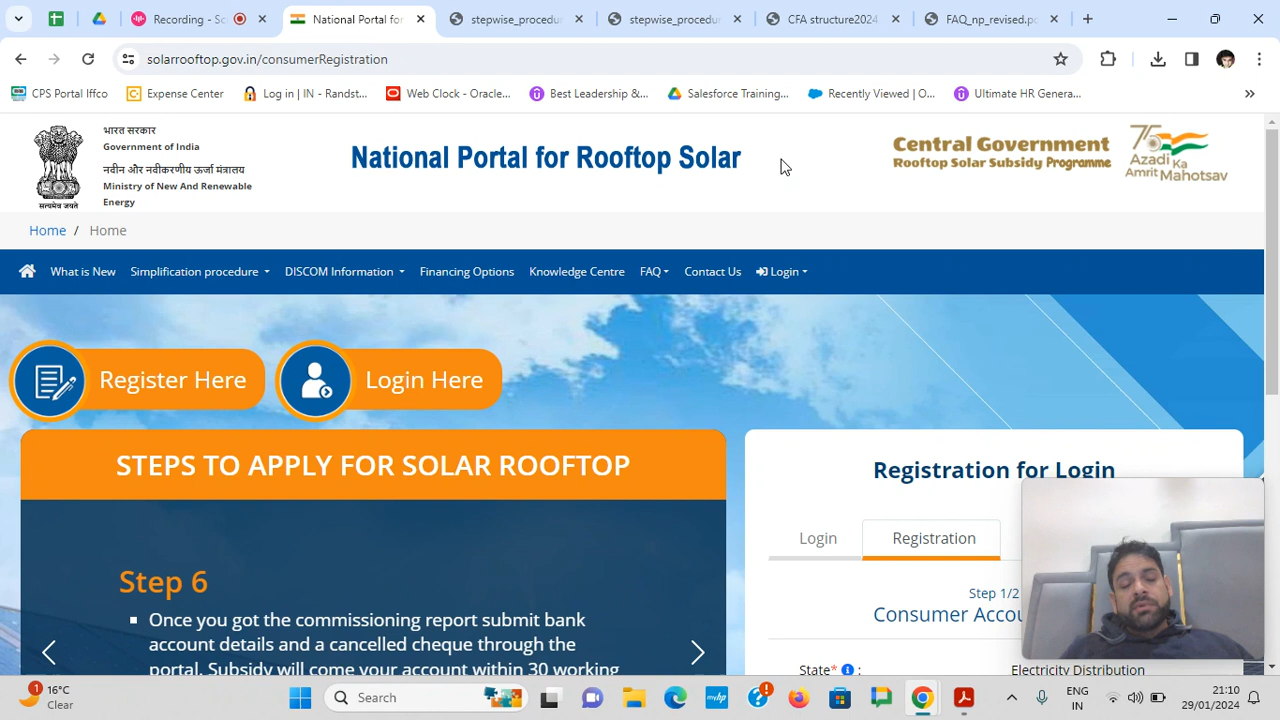 Recording - Sc
National Portal for
stepwise_procedu
stepwise_procedu
CFA structure2024
FAQ_np_revised.pd
solarrooftop.gov.in/consumerRegistration
CPS Portal Iffco
Expense Center
Log in | IN - Randst...
Web Clock - Oracle...
Best Leadership &...
Salesforce Training...
Recently Viewed | O...
Ultimate HR Genera...
भारत सरकार
Government of India
नवीन और नवीकरणीय ऊर्जा मंत्रालय
Ministry of New And Renewable
Energy
सत्यमेव जयते
National Portal for Rooftop Solar
Central Government
Rooftop Solar Subsidy Programme
75
Azadi Ka
Amrit Mahotsav
Home / Home
What is New
Simplification procedure
DISCOM Information
Financing Options
Knowledge Centre
FAQ
Contact Us
Login
Register Here
Login Here
STEPS TO APPLY FOR SOLAR ROOFTOP
Step 6
Once you got the commissioning report submit bank
account details and a cancelled cheque through the
portal. Subsidy will come your account within 30 working
Registration for Login
Login
Registration
Step 1/2
Consumer Accou
State* :
Electricity Distribution
1
16°C
Clear
Search
hp
ENG
IN
21:10
29/01/2024